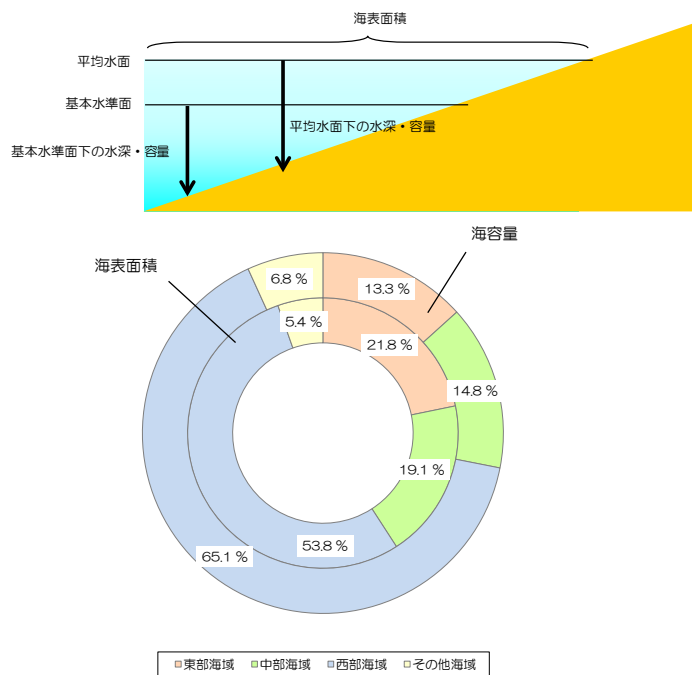 海表面積
平均水面
基本水準面
平均水面下の水深・容量
基本水準面下の水深・容量
海容量
海表面積
6.8 %
13.3 %
5.4 %
21.8 %
14.8 %
19.1 %
53.8 %
65.1 %
東部海域 中部海域 西部海域 その他海域